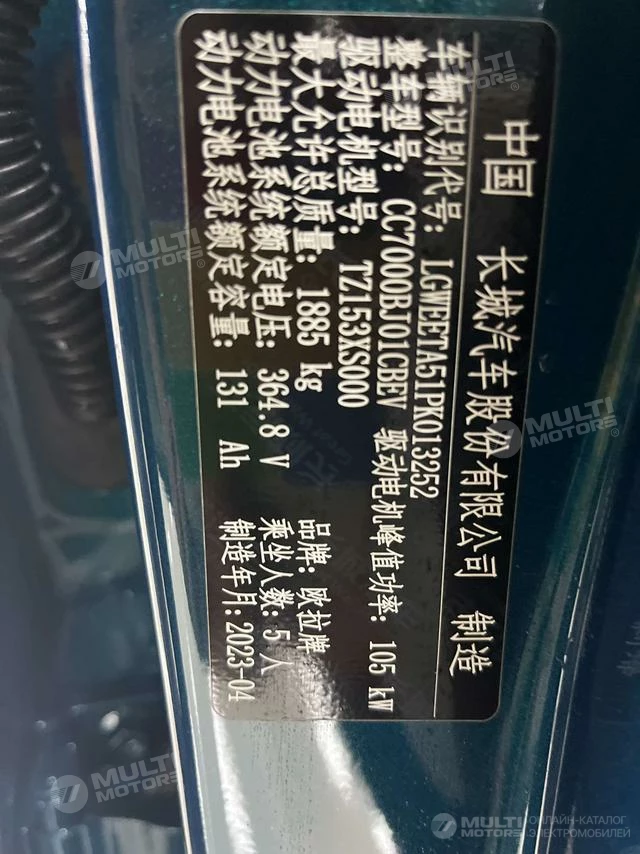 中国 长城汽车股份有限公司 制造
车辆识别代号: LGWEETA51PK013252
整车型号: CC7000BJ01CBEV 驱动电机峰值功率: 105 kW
驱动电机型号: TZ153XS000
最大允许总质量: 1885 kg 品牌: 欧拉牌
动力电池系统额定电压: 364.8 V 乘坐人数: 5 人
动力电池系统额定容量: 131 Ah 制造年月: 2023-04
MULTI MOTORS
MULTI MOTORS
MULTI MOTORS
MULTI MOTORS
MULTI MOTORS
ОНЛАЙН-КАТАЛОГ
ЭЛЕКТРОМОБИЛЕЙ